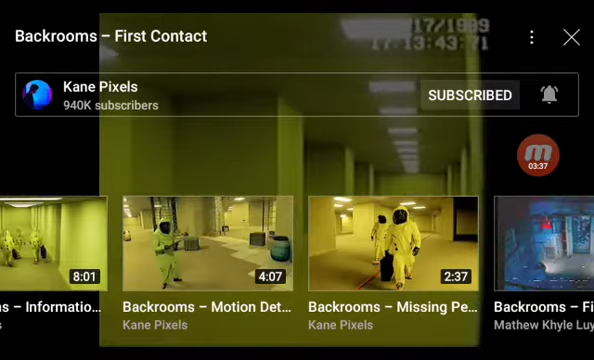 17/1989
17:13:43:71
Backrooms – First Contact
Kane Pixels
940K subscribers
SUBSCRIBED
03:37
8:01
4:07
2:37
s – Informatio...
Backrooms – Motion Det...
Backrooms – Missing Pe...
Backrooms – Fi
s
Kane Pixels
Kane Pixels
Mathew Khyle Luy